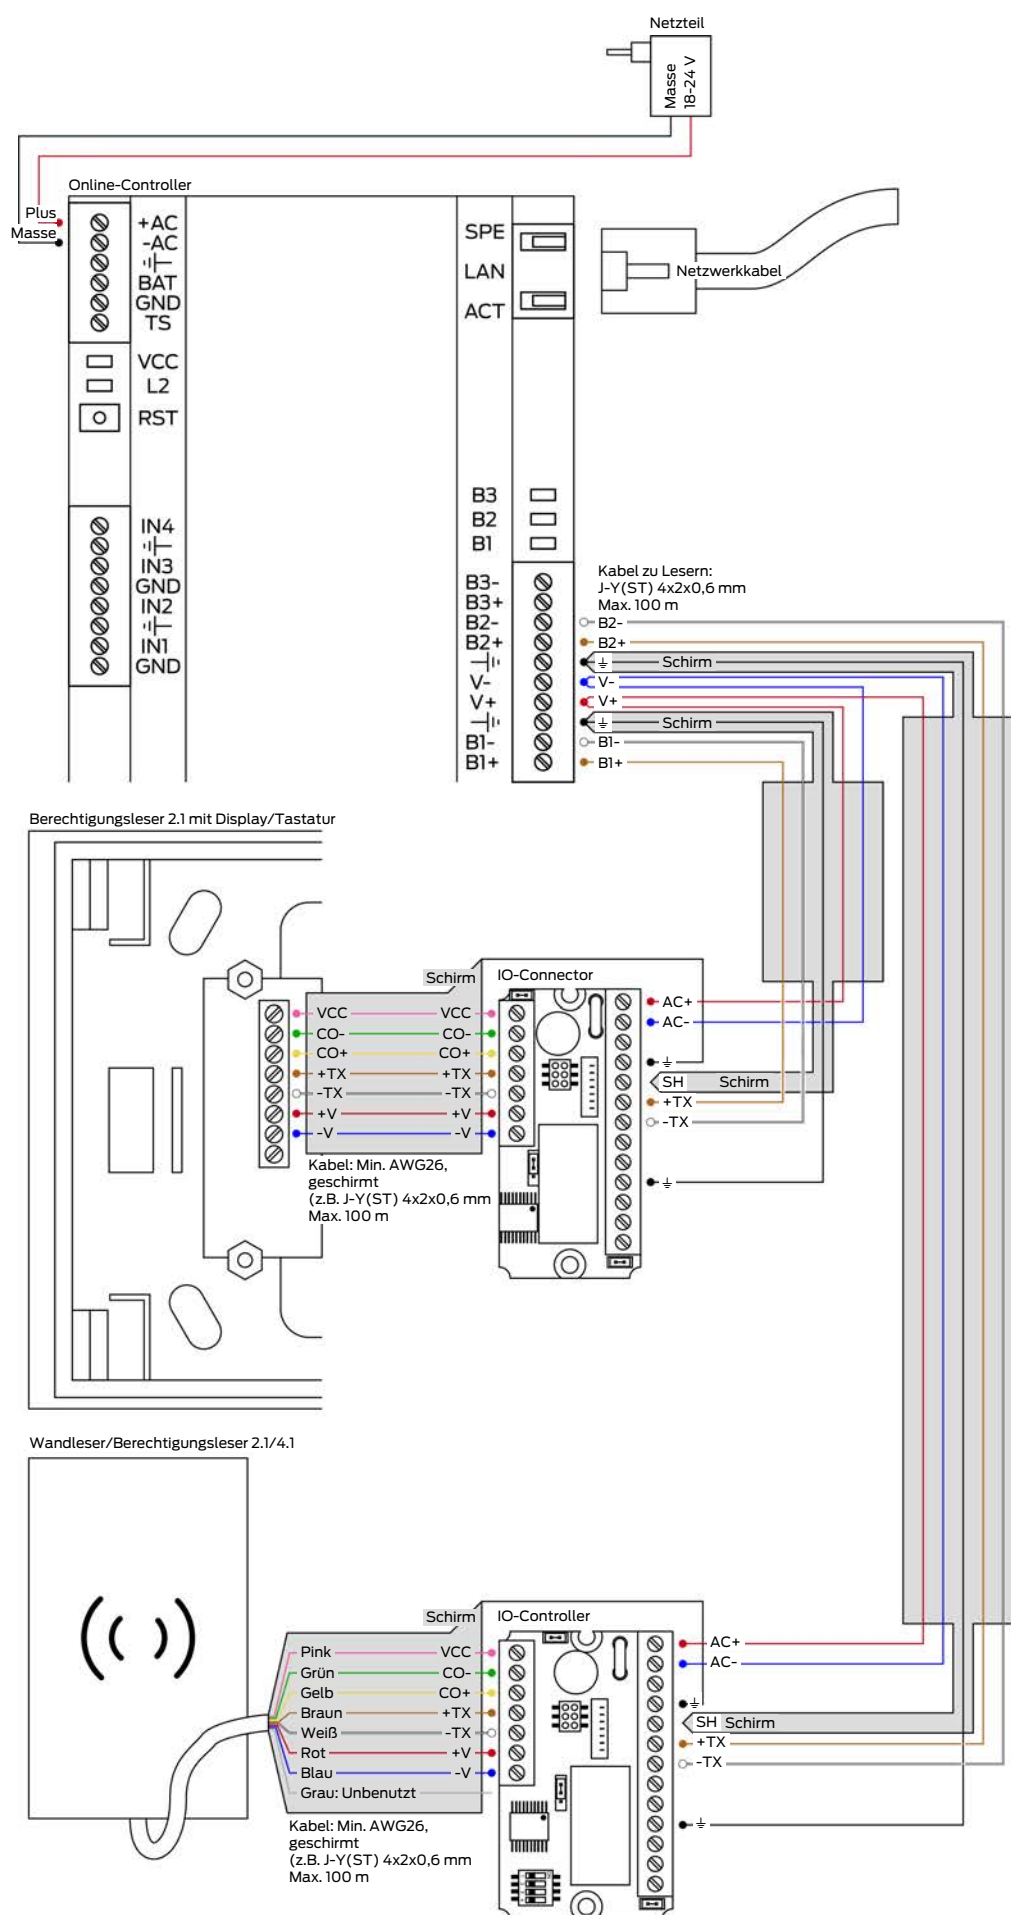 Netzteil
Masse
18-24 V
Online-Controller
Plus
Masse
+AC
-AC
BAT
GND
TS
VCC
L2
RST
IN4
IN3
GND
IN2
IN1
GND
SPE
LAN
ACT
Netzwerkkabel
B3
B2
B1
B3-
B3+
B2-
B2+
V-
V+
B1-
B1+
Kabel zu Lesern:
J-Y(ST) 4x2x0,6 mm
Max. 100 m
B2-
B2+
Schirm
V-
V+
Schirm
B1-
B1+
Berechtigungsleser 2.1 mit Display/Tastatur
Schirm
IO-Connector
VCC VCC
CO- CO-
CO+ CO+
+TX +TX
-TX -TX
+V +V
-V -V
Kabel: Min. AWG26,
geschirmt
(z.B. J-Y(ST) 4x2x0,6 mm
Max. 100 m
AC+
AC-
SH Schirm
+TX
-TX
Wandleser/Berechtigungsleser 2.1/4.1
Schirm
IO-Controller
Pink VCC
Grün CO-
Gelb CO+
Braun +TX
Weiß -TX
Rot +V
Blau -V
Grau: Unbenutzt
Kabel: Min. AWG26,
geschirmt
(z.B. J-Y(ST) 4x2x0,6 mm
Max. 100 m
AC+
AC-
SH Schirm
+TX
-TX